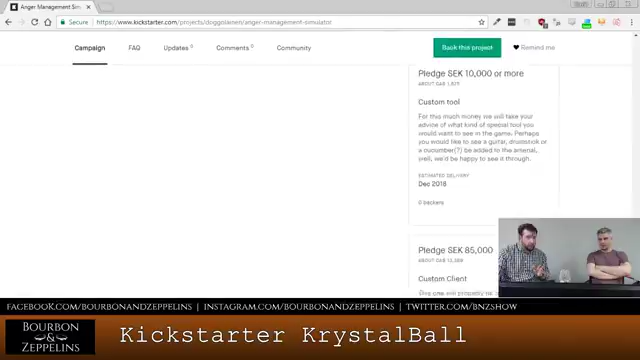 Anger Management Simu
Secure
https://www.kickstarter.com/projects/doggolainen/anger-management-simulator
Campaign
FAQ
Updates 0
Comments 0
Community
Back this project
Remind me
Pledge SEK 10,000 or more
Custom tool
For this much money we will take your
advice of what kind of special tool you
would want to see in the game. Perhaps
you would like to see a guitar, drumstick or
a cucumber(?) be added to the arsenal,
well, we'd be happy to see it through.
ESTIMATED DELIVERY
Dec 2018
0 backers
Pledge SEK 85,000
Custom Client
FACEBOOK.COM/BOURBONANDZEPPELINS | INSTAGRAM.COM/BOURBONANDZEPPELINS | TWITTER.COM/BNZSHOW
BOURBON
&
ZEPPELINS
Kickstarter KrystalBall